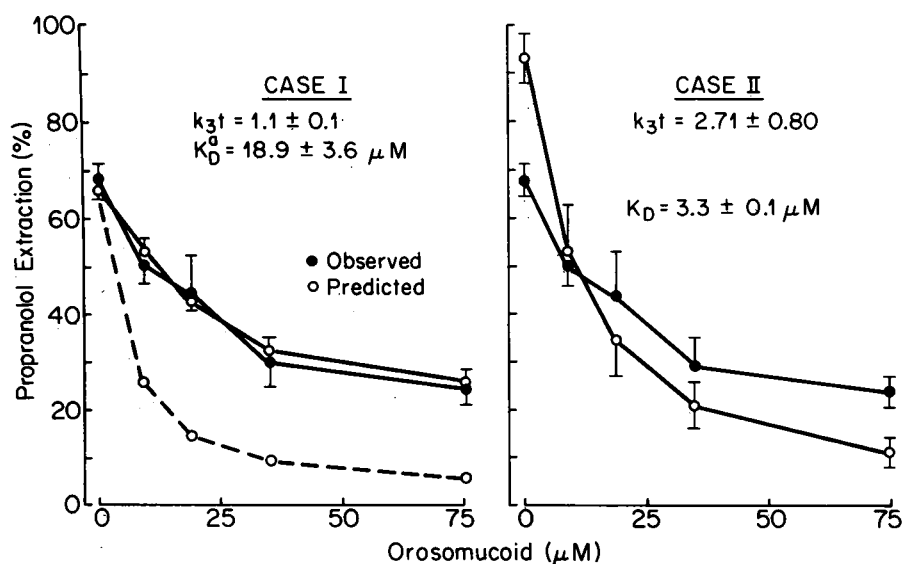 Propranolol Extraction (%)
100
80
60
40
20
0
CASE I
k₃t = 1.1 ± 0.1
Kᴅᵃ = 18.9 ± 3.6 μM
● Observed
○ Predicted
0 25 50 75
CASE II
k₃t = 2.71 ± 0.80
Kᴅ = 3.3 ± 0.1 μM
0 25 50 75
Orosomucoid (μM)